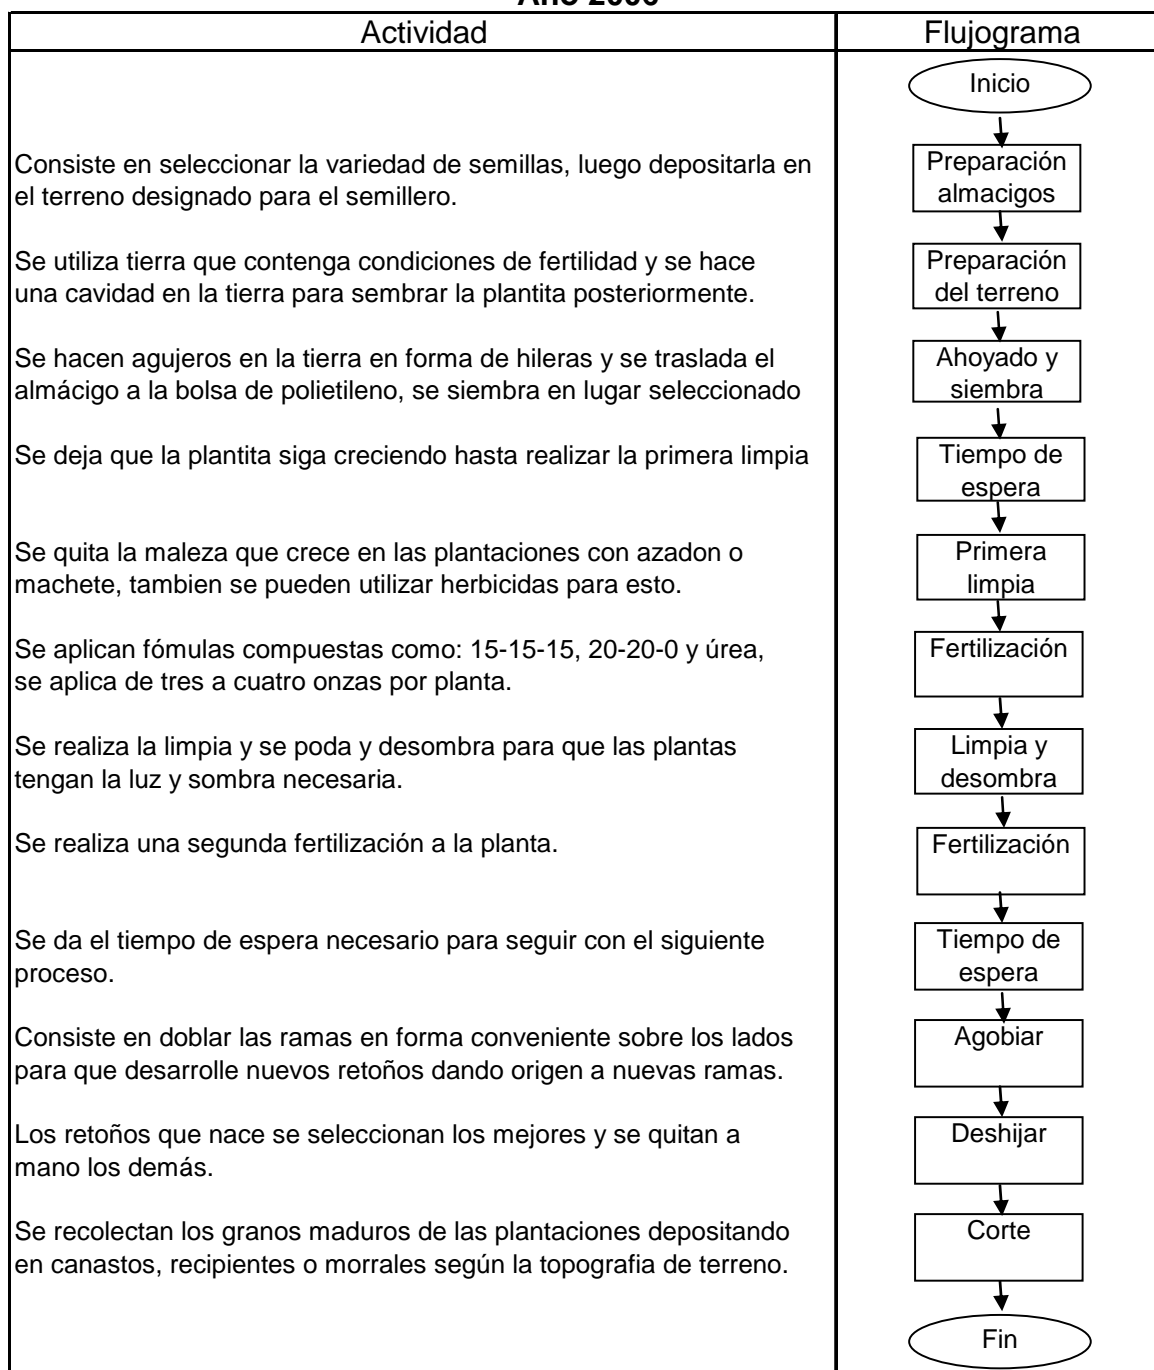 Actividad
Flujograma
Inicio
Consiste en seleccionar la variedad de semillas, luego depositarla en
el terreno designado para el semillero.
Preparación
almacigos
Se utiliza tierra que contenga condiciones de fertilidad y se hace
una cavidad en la tierra para sembrar la plantita posteriormente.
Preparación
del terreno
Se hacen agujeros en la tierra en forma de hileras y se traslada el
almácigo a la bolsa de polietileno, se siembra en lugar seleccionado
Ahoyado y
siembra
Se deja que la plantita siga creciendo hasta realizar la primera limpia
Tiempo de
espera
Se quita la maleza que crece en las plantaciones con azadon o
machete, tambien se pueden utilizar herbicidas para esto.
Primera
limpia
Se aplican fómulas compuestas como: 15-15-15, 20-20-0 y úrea,
se aplica de tres a cuatro onzas por planta.
Fertilización
Se realiza la limpia y se poda y desombra para que las plantas
tengan la luz y sombra necesaria.
Limpia y
desombra
Se realiza una segunda fertilización a la planta.
Fertilización
Se da el tiempo de espera necesario para seguir con el siguiente
proceso.
Tiempo de
espera
Consiste en doblar las ramas en forma conveniente sobre los lados
para que desarrolle nuevos retoños dando origen a nuevas ramas.
Agobiar
Los retoños que nace se seleccionan los mejores y se quitan a
mano los demás.
Deshijar
Se recolectan los granos maduros de las plantaciones depositando
en canastos, recipientes o morrales según la topografia de terreno.
Corte
Fin